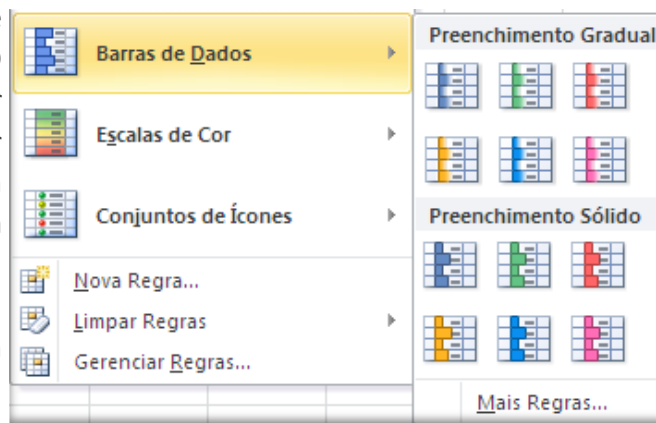 Barras de Dados
Escalas de Cor
Conjuntos de Ícones
Nova Regra...
Limpar Regras
Gerenciar Regras...
Preenchimento Gradual
Preenchimento Sólido
Mais Regras...